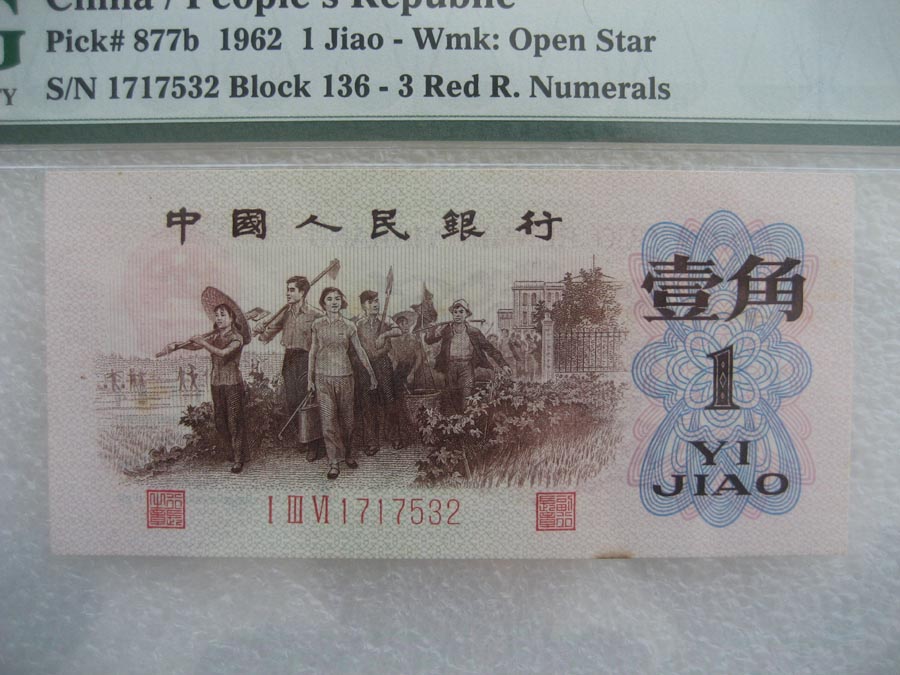 China / People's Republic
Pick# 877b 1962 1 Jiao - Wmk: Open Star
TY S/N 1717532 Block 136 - 3 Red R. Numerals
中國人民銀行
壹角
1
YI
JIAO
I III VI 1717532